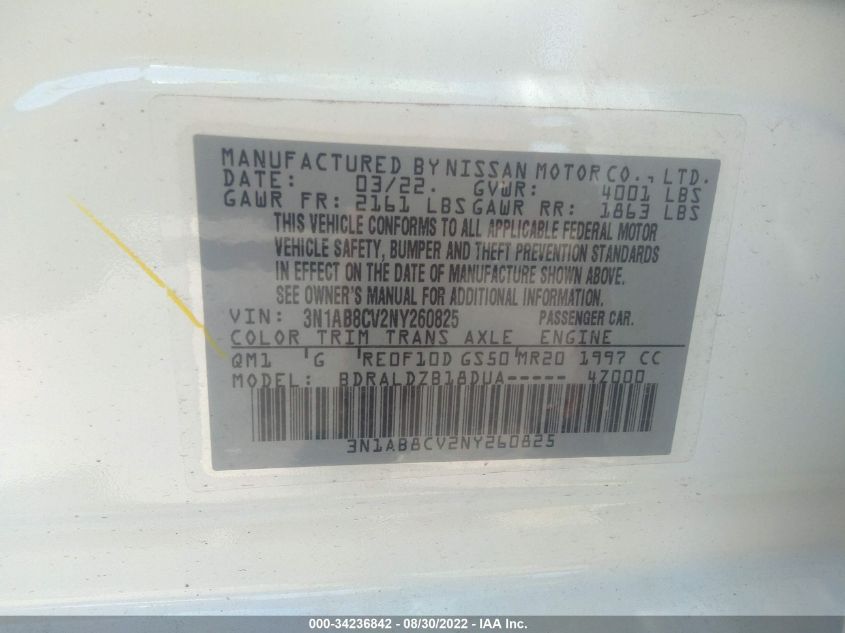 MANUFACTURED BY NISSAN MOTOR CO., LTD.
DATE: 03/22. GVWR: 4001 LBS
GAWR FR: 2161 LBS GAWR RR: 1863 LBS
THIS VEHICLE CONFORMS TO ALL APPLICABLE FEDERAL MOTOR
VEHICLE SAFETY, BUMPER AND THEFT PREVENTION STANDARDS
IN EFFECT ON THE DATE OF MANUFACTURE SHOWN ABOVE.
SEE OWNER'S MANUAL FOR ADDITIONAL INFORMATION.
VIN: 3N1AB8CV2NY260825 PASSENGER CAR.
COLOR TRIM TRANS AXLE ENGINE
QM1 'G 'RE0F10D GS50'MR20 1997 CC
MODEL: BDRALDZB18DUA----- 4Z000
3N1AB8CV2NY260825
000-34236842 - 08/30/2022 - IAA Inc.